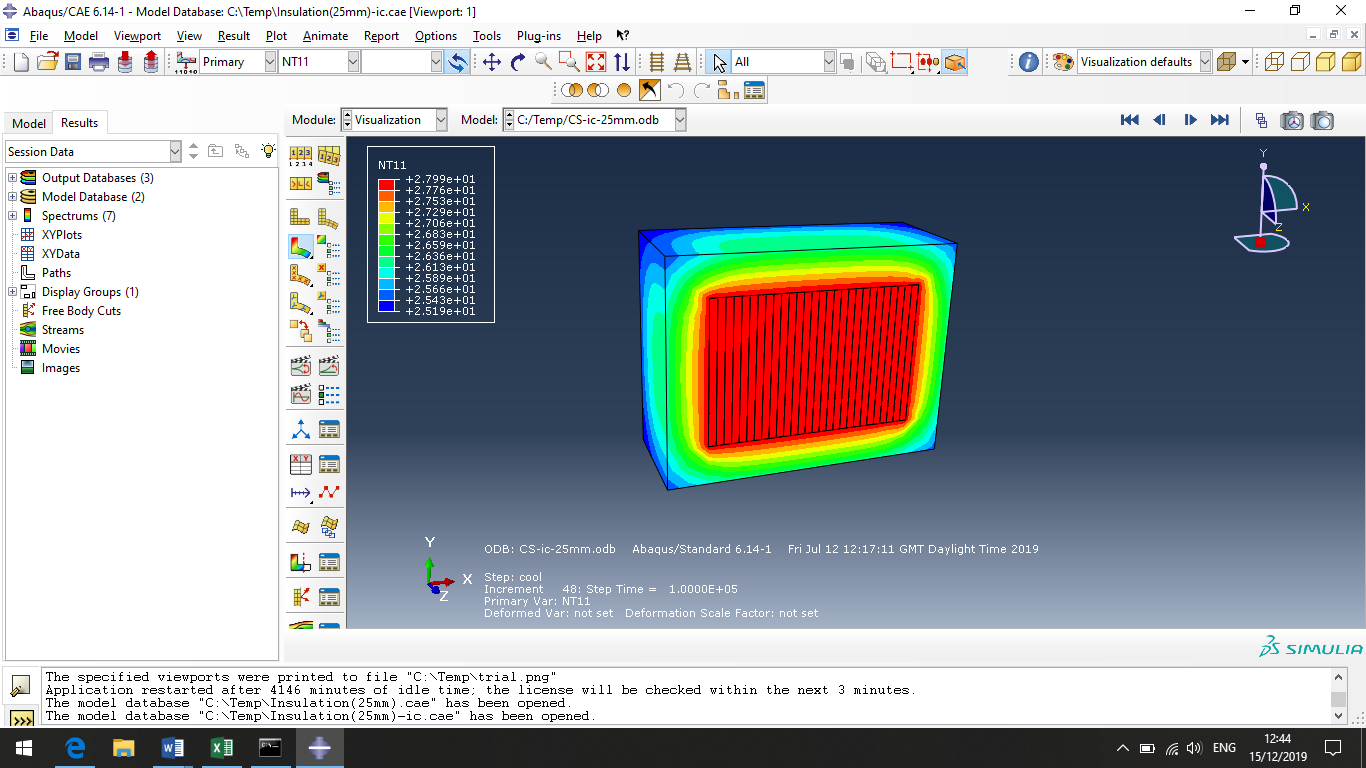 Abaqus/CAE 6.14-1 - Model Database: C:\Temp\Insulation(25mm)-ic.cae [Viewport: 1]
File Model Viewport View Result Plot Animate Report Options Tools Plug-ins Help
Primary NT11 All Visualization defaults
Model Results Module: Visualization Model: C:/Temp/CS-ic-25mm.odb
Session Data
Output Databases (3)
Model Database (2)
Spectrums (7)
XYPlots
XYData
Paths
Display Groups (1)
Free Body Cuts
Streams
Movies
Images
NT11
+2.799e+01
+2.776e+01
+2.753e+01
+2.729e+01
+2.706e+01
+2.683e+01
+2.659e+01
+2.636e+01
+2.613e+01
+2.589e+01
+2.566e+01
+2.543e+01
+2.519e+01
Y
X
Z
Y
X
Z
ODB: CS-ic-25mm.odb Abaqus/Standard 6.14-1 Fri Jul 12 12:17:11 GMT Daylight Time 2019
Step: cool
Increment 48: Step Time = 1.0000E+05
Primary Var: NT11
Deformed Var: not set Deformation Scale Factor: not set
SIMULIA
The specified viewports were printed to file "C:\Temp\trial.png"
Application restarted after 4146 minutes of idle time; the license will be checked within the next 3 minutes.
The model database "C:\Temp\Insulation(25mm).cae" has been opened.
The model database "C:\Temp\Insulation(25mm)-ic.cae" has been opened.
ENG
12:44
15/12/2019